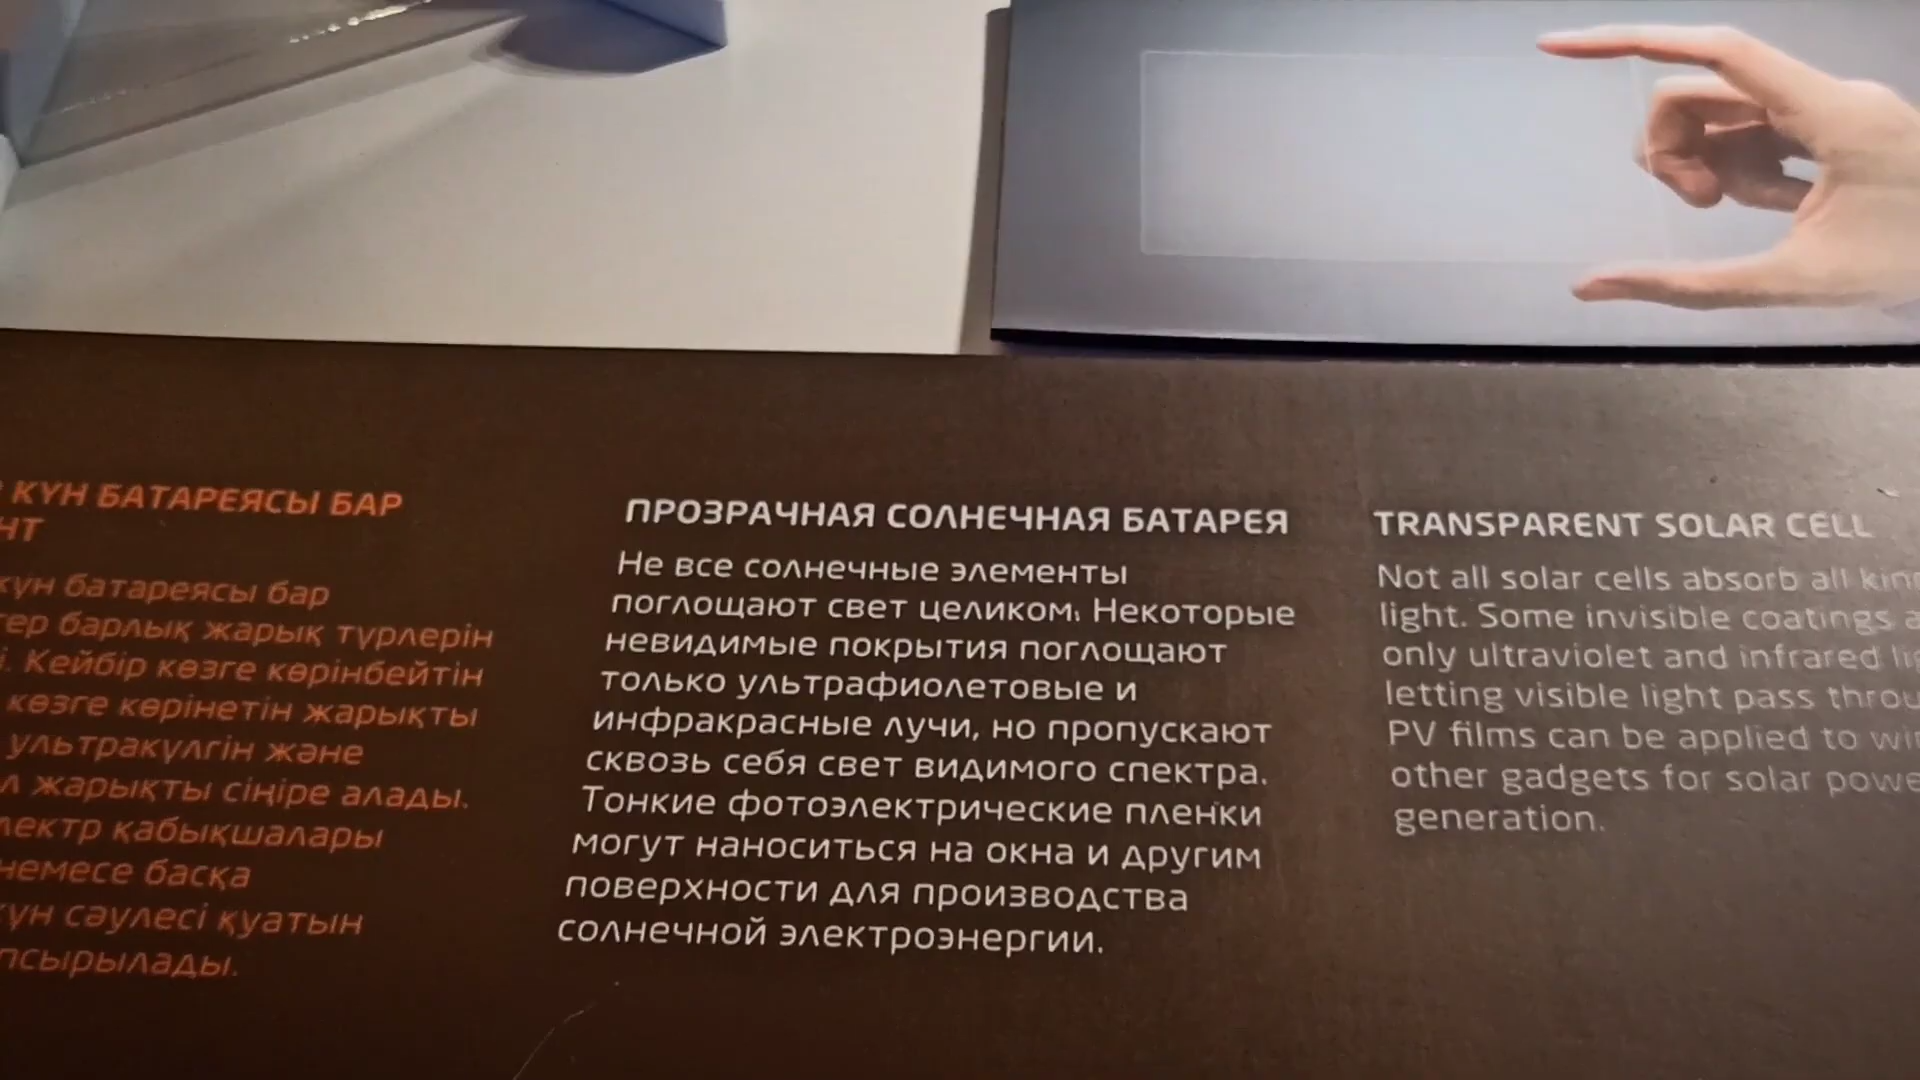 КҮН БАТАРЕЯСЫ БАР
күн батареясы бар
барлық жарық түрлерін
Кейбір көзге көрінбейтін
көзге көрінетін жарықты
ультракүлгін және
жарықты сіңіре алады.
қабықшалары
немесе басқа
күн сәулесі қуатын
ПРОЗРАЧНАЯ СОЛНЕЧНАЯ БАТАРЕЯ
Не все солнечные элементы
поглощают свет целиком. Некоторые
невидимые покрытия поглощают
только ультрафиолетовые и
инфракрасные лучи, но пропускают
сквозь себя свет видимого спектра.
Тонкие фотоэлектрические пленки
могут наноситься на окна и другим
поверхности для производства
солнечной электроэнергии.
TRANSPARENT SOLAR CELL
Not all solar cells absorb all
light. Some invisible coatings
only ultraviolet and infrared
letting visible light pass
PV films can be applied to
other gadgets for solar
generation.